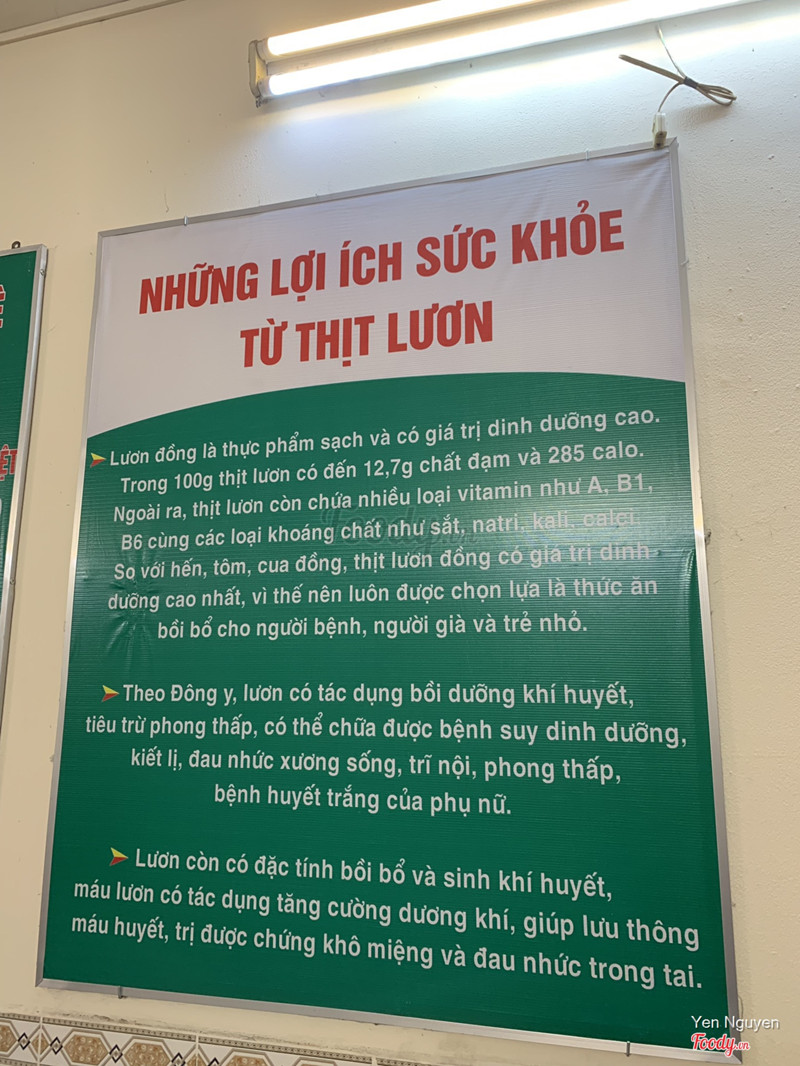 NHỮNG LỢI ÍCH SỨC KHỎE
TỪ THỊT LƯƠN
Lươn đồng là thực phẩm sạch và có giá trị dinh dưỡng cao.
Trong 100g thịt lươn có đến 12,7g chất đạm và 285 calo.
Ngoài ra, thịt lươn còn chứa nhiều loại vitamin như A, B1,
B6 cùng các loại khoáng chất như sắt, natri, kali, calci.
So với hến, tôm, cua đồng, thịt lươn đồng có giá trị dinh
dưỡng cao nhất, vì thế nên luôn được chọn lựa là thức ăn
bồi bổ cho người bệnh, người già và trẻ nhỏ.
Theo Đông y, lươn có tác dụng bồi dưỡng khí huyết,
tiêu trừ phong thấp, có thể chữa được bệnh suy dinh dưỡng,
kiết lị, đau nhức xương sống, trĩ nội, phong thấp,
bệnh huyết trắng của phụ nữ.
Lươn còn có đặc tính bồi bổ và sinh khí huyết,
máu lươn có tác dụng tăng cường dương khí, giúp lưu thông
máu huyết, trị được chứng khô miệng và đau nhức trong tai.
Foody.vn
Yen Nguyen
Foody.vn